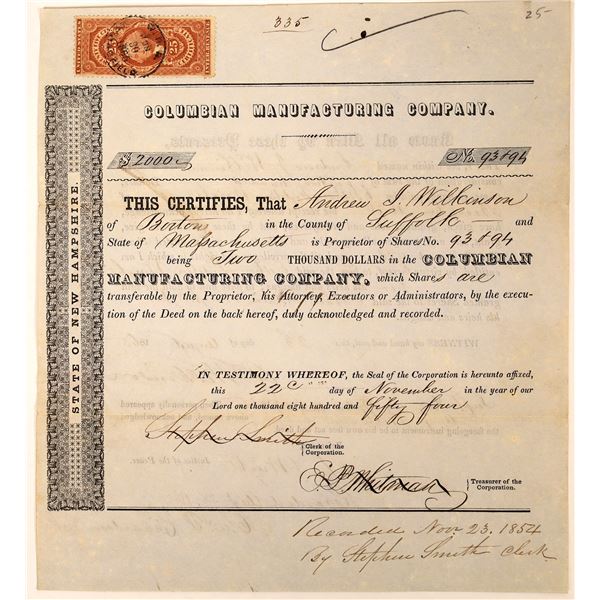 335
25-
25 25
COLUMBIAN MANUFACTURING COMPANY.
$2000 No. 93 & 94
THIS CERTIFIES, That Andrew J. Wilkinson
of Boston in the County of Suffolk and
State of Massachusetts is Proprietor of Shares No. 93 & 94
being Two THOUSAND DOLLARS in the COLUMBIAN
MANUFACTURING COMPANY, which Shares are
transferable by the Proprietor, his Attorney, Executors or Administrators, by the execu-
tion of the Deed on the back hereof, duly acknowledged and recorded.
STATE OF NEW HAMPSHIRE.
IN TESTIMONY WHEREOF, the Seal of the Corporation is hereunto affixed,
this 22d day of November in the year of our
Lord one thousand eight hundred and fifty four
Stephen Smith
Clerk of the
Corporation.
Whitman
Treasurer of the
Corporation.
Recorded Nov. 23, 1854
By Stephen Smith Clerk